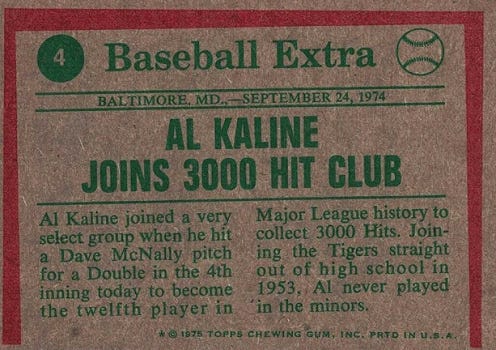 4
Baseball Extra
BALTIMORE, MD.—SEPTEMBER 24, 1974
AL KALINE
JOINS 3000 HIT CLUB
Al Kaline joined a very
select group when he hit
a Dave McNally pitch
for a Double in the 4th
inning today to become
the twelfth player in
Major League history to
collect 3000 Hits. Join-
ing the Tigers straight
out of high school in
1953, Al never played
in the minors.
* © 1975 TOPPS CHEWING GUM, INC. PRTD IN U.S.A.